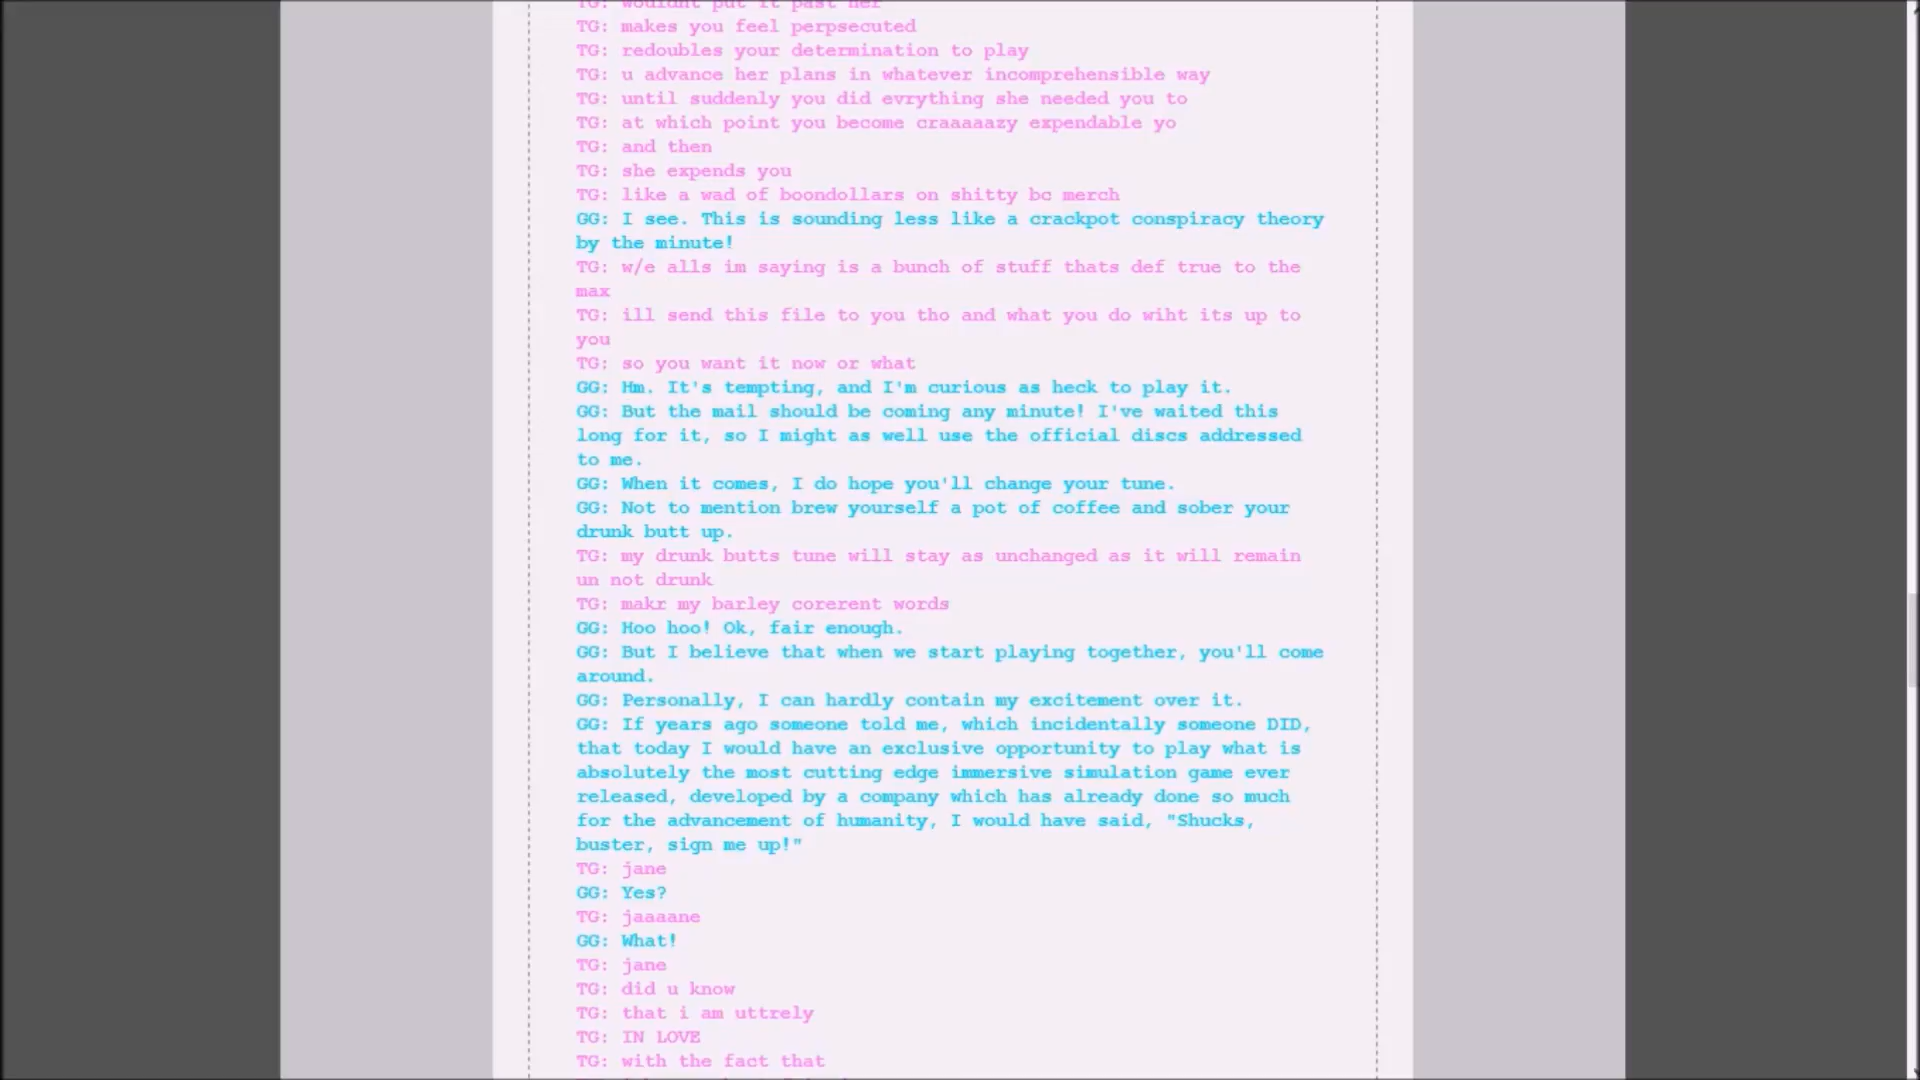 TG: wouldnt put it past her
TG: makes you feel perpsecuted
TG: redoubles your determination to play
TG: u advance her plans in whatever incomprehensible way
TG: until suddenly you did evrything she needed you to
TG: at which point you become craaaaazy expendable yo
TG: and then
TG: she expends you
TG: like a wad of boondollars on shitty bc merch
GG: I see. This is sounding less like a crackpot conspiracy theory
by the minute!
TG: w/e alls im saying is a bunch of stuff thats def true to the
max
TG: ill send this file to you tho and what you do wiht its up to
you
TG: so you want it now or what
GG: Hm. It's tempting, and I'm curious as heck to play it.
GG: But the mail should be coming any minute! I've waited this
long for it, so I might as well use the official discs addressed
to me.
GG: When it comes, I do hope you'll change your tune.
GG: Not to mention brew yourself a pot of coffee and sober your
drunk butt up.
TG: my drunk butts tune will stay as unchanged as it will remain
un not drunk
TG: makr my barley corerent words
GG: Hoo hoo! Ok, fair enough.
GG: But I believe that when we start playing together, you'll come
around.
GG: Personally, I can hardly contain my excitement over it.
GG: If years ago someone told me, which incidentally someone DID,
that today I would have an exclusive opportunity to play what is
absolutely the most cutting edge immersive simulation game ever
released, developed by a company which has already done so much
for the advancement of humanity, I would have said, "Shucks,
buster, sign me up!"
TG: jane
GG: Yes?
TG: jaaaane
GG: What!
TG: jane
TG: did u know
TG: that i am uttrely
TG: IN LOVE
TG: with the fact that